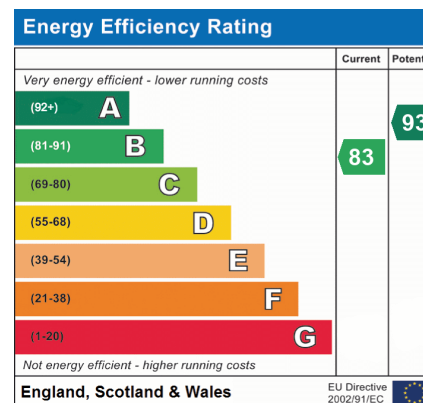 Energy Efficiency Rating
Current
Very energy efficient - lower running costs
(92+) A
93
(81-91) B
83
(69-80) C
(55-68) D
(39-54) E
(21-38) F
(1-20) G
Not energy efficient - higher running costs
England, Scotland & Wales
EU Directive
2002/91/EC